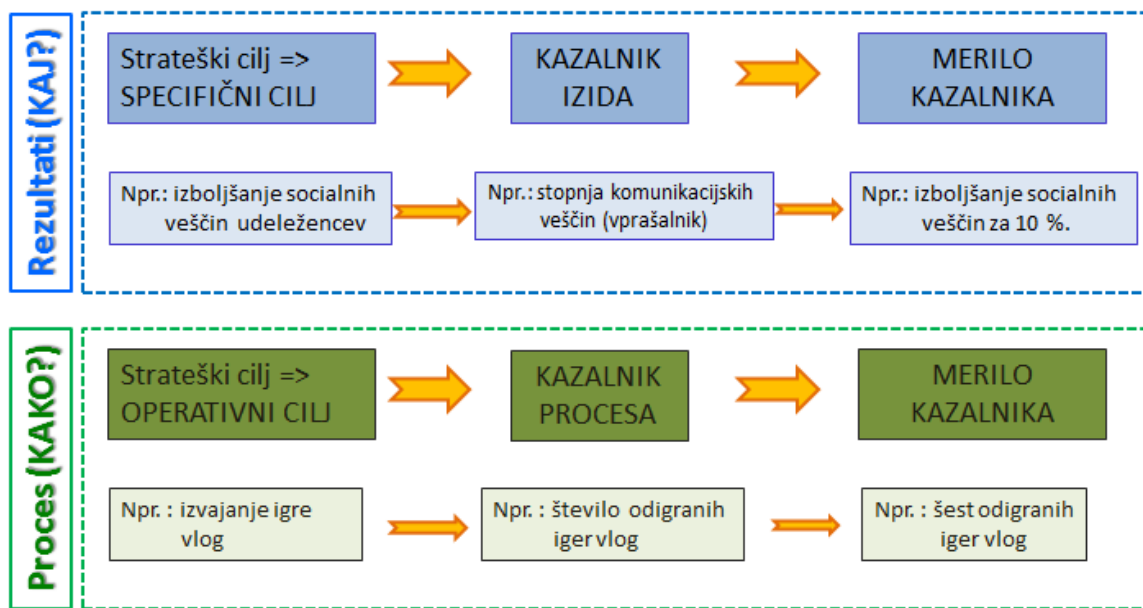 Rezultati (KAJ?)
Strateški cilj =>
SPECIFIČNI CILJ
KAZALNIK
IZIDA
MERILO
KAZALNIKA
Npr.: izboljšanje socialnih
veščin udeležencev
Npr.: stopnja komunikacijskih
veščin (vprašalnik)
Npr.: izboljšanje socialnih
veščin za 10 %.
Proces (KAKO?)
Strateški cilj =>
OPERATIVNI CILJ
KAZALNIK
PROCESA
MERILO
KAZALNIKA
Npr. : izvajanje igre
vlog
Npr. : število odigranih
iger vlog
Npr. : šest odigranih
iger vlog